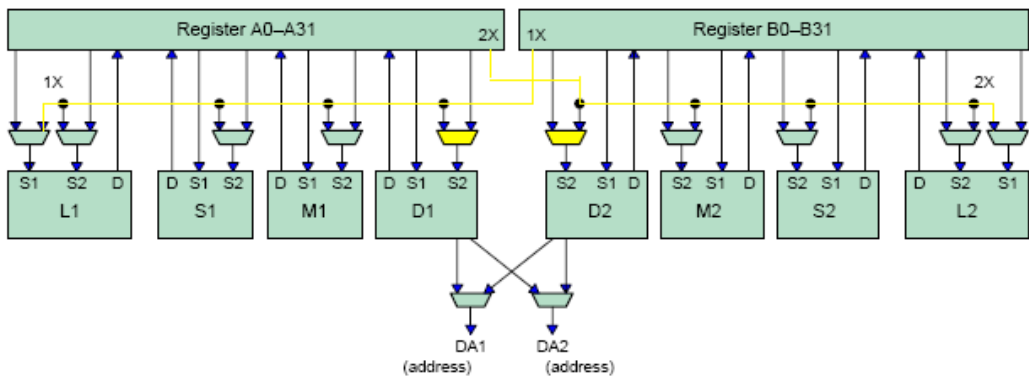 Register A0–A31 2X 1X Register B0–B31
1X 2X
S1 S2 D D S1 S2 D S1 S2 D S1 S2 S2 S1 D S2 S1 D S2 S1 D D S2 S1
L1 S1 M1 D1 D2 M2 S2 L2
DA1 DA2
(address) (address)